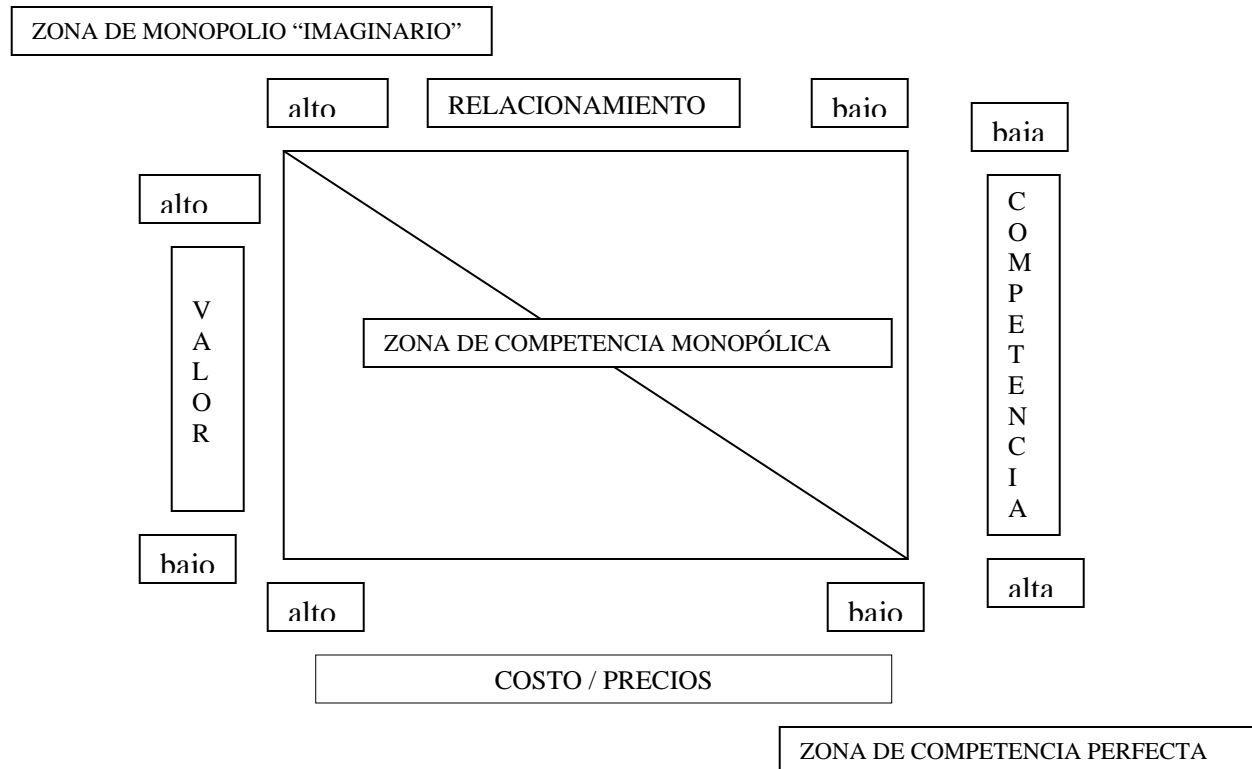 ZONA DE MONOPOLIO “IMAGINARIO”
alto
RELACIONAMIENTO
bajo
baja
alto
C
O
M
P
E
T
E
N
C
I
A
V
A
L
O
R
ZONA DE COMPETENCIA MONOPÓLICA
bajo
alto
bajo
alta
COSTO / PRECIOS
ZONA DE COMPETENCIA PERFECTA